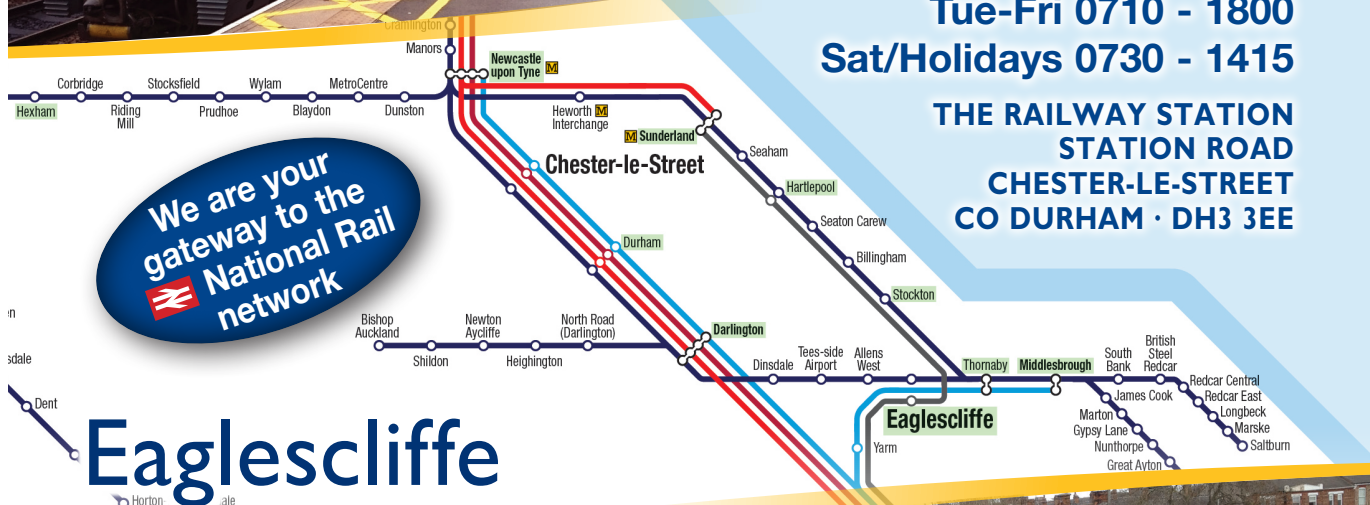 Tue-Fri 0710 - 1800
Sat/Holidays 0730 - 1415
THE RAILWAY STATION
STATION ROAD
CHESTER-LE-STREET
CO DURHAM · DH3 3EE
Cramlington
Manors
Newcastle
upon Tyne M
Hexham
Corbridge
Riding
Mill
Stocksfield
Prudhoe
Wylam
Blaydon
MetroCentre
Dunston
Heworth M
Interchange
M Sunderland
Seaham
Hartlepool
Seaton Carew
Billingham
Stockton
Chester-le-Street
Durham
We are your
gateway to the
National Rail
network
Bishop
Auckland
Shildon
Newton
Aycliffe
Heighington
North Road
(Darlington)
Darlington
Dinsdale
Tees-side
Airport
Allens
West
Thornaby
Middlesbrough
South
Bank
British
Steel
Redcar
Redcar Central
Redcar East
Longbeck
Marske
Saltburn
James Cook
Marton
Gypsy Lane
Nunthorpe
Great Ayton
Eaglescliffe
Yarm
Dent
Eaglescliffe
Horton